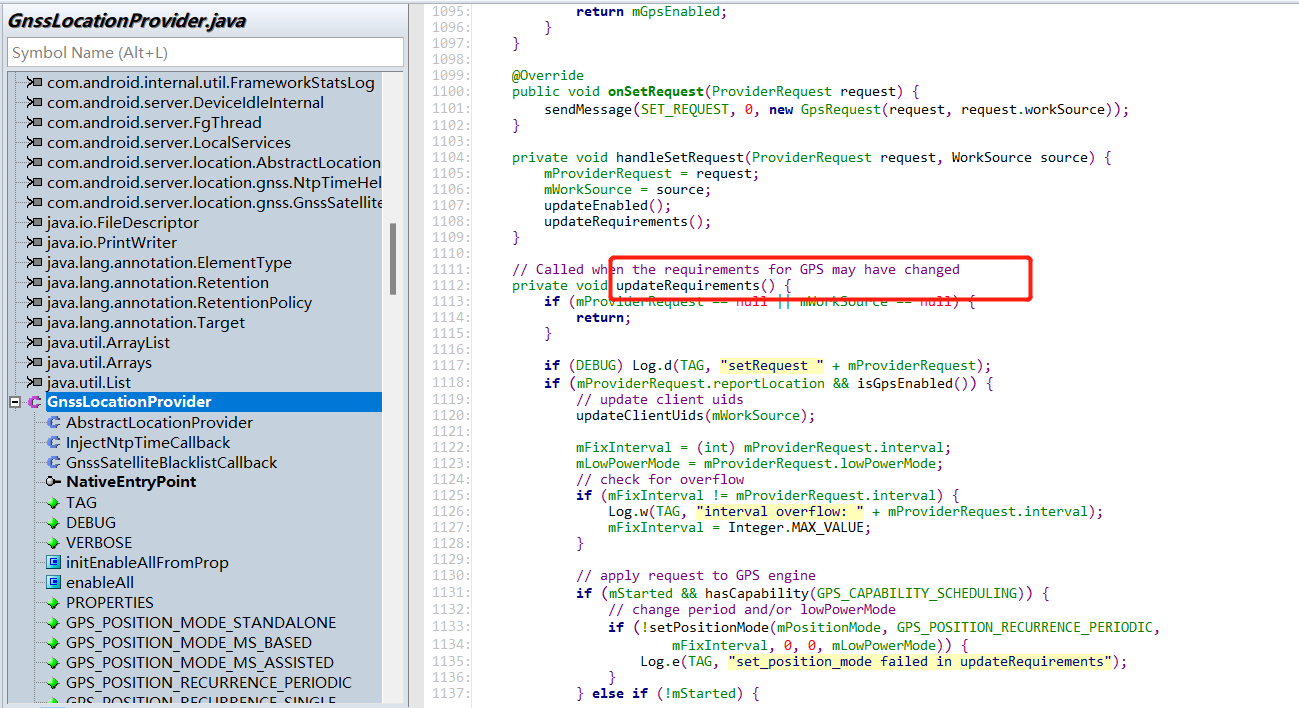 GnssLocationProvider.java
Symbol Name (Alt+L)
com.android.internal.util.FrameworkStatsLog
com.android.server.DeviceIdleInternal
com.android.server.FgThread
com.android.server.LocalServices
com.android.server.location.AbstractLocation
com.android.server.location.gnss.NtpTimeHel
com.android.server.location.gnss.GnssSatellite
java.io.FileDescriptor
java.io.PrintWriter
java.lang.annotation.ElementType
java.lang.annotation.Retention
java.lang.annotation.RetentionPolicy
java.lang.annotation.Target
java.util.ArrayList
java.util.Arrays
java.util.List
GnssLocationProvider
AbstractLocationProvider
InjectNtpTimeCallback
GnssSatelliteBlacklistCallback
NativeEntryPoint
TAG
DEBUG
VERBOSE
initEnableAllFromProp
enableAll
PROPERTIES
GPS_POSITION_MODE_STANDALONE
GPS_POSITION_MODE_MS_BASED
GPS_POSITION_MODE_MS_ASSISTED
GPS_POSITION_RECURRENCE_PERIODIC
GPS_POSITION_RECURRENCE_SINGLE
1095: return mGpsEnabled;
1096: }
1097: }
1098:
1099: @Override
1100: public void onSetRequest(ProviderRequest request) {
1101: sendMessage(SET_REQUEST, 0, new GpsRequest(request, request.workSource));
1102: }
1103:
1104: private void handleSetRequest(ProviderRequest request, WorkSource source) {
1105: mProviderRequest = request;
1106: mWorkSource = source;
1107: updateEnabled();
1108: updateRequirements();
1109: }
1110:
1111: // Called when the requirements for GPS may have changed
1112: private void updateRequirements() {
1113: if (mProviderRequest == null || mWorkSource == null) {
1114: return;
1115: }
1116:
1117: if (DEBUG) Log.d(TAG, "setRequest " + mProviderRequest);
1118: if (mProviderRequest.reportLocation && isGpsEnabled()) {
1119: // update client uids
1120: updateClientUids(mWorkSource);
1121:
1122: mFixInterval = (int) mProviderRequest.interval;
1123: mLowPowerMode = mProviderRequest.lowPowerMode;
1124: // check for overflow
1125: if (mFixInterval != mProviderRequest.interval) {
1126: Log.w(TAG, "interval overflow: " + mProviderRequest.interval);
1127: mFixInterval = Integer.MAX_VALUE;
1128: }
1129:
1130: // apply request to GPS engine
1131: if (mStarted && hasCapability(GPS_CAPABILITY_SCHEDULING)) {
1132: // change period and/or lowPowerMode
1133: if (!setPositionMode(mPositionMode, GPS_POSITION_RECURRENCE_PERIODIC,
1134: mFixInterval, 0, 0, mLowPowerMode)) {
1135: Log.e(TAG, "set_position_mode failed in updateRequirements");
1136: }
1137: } else if (!mStarted) {